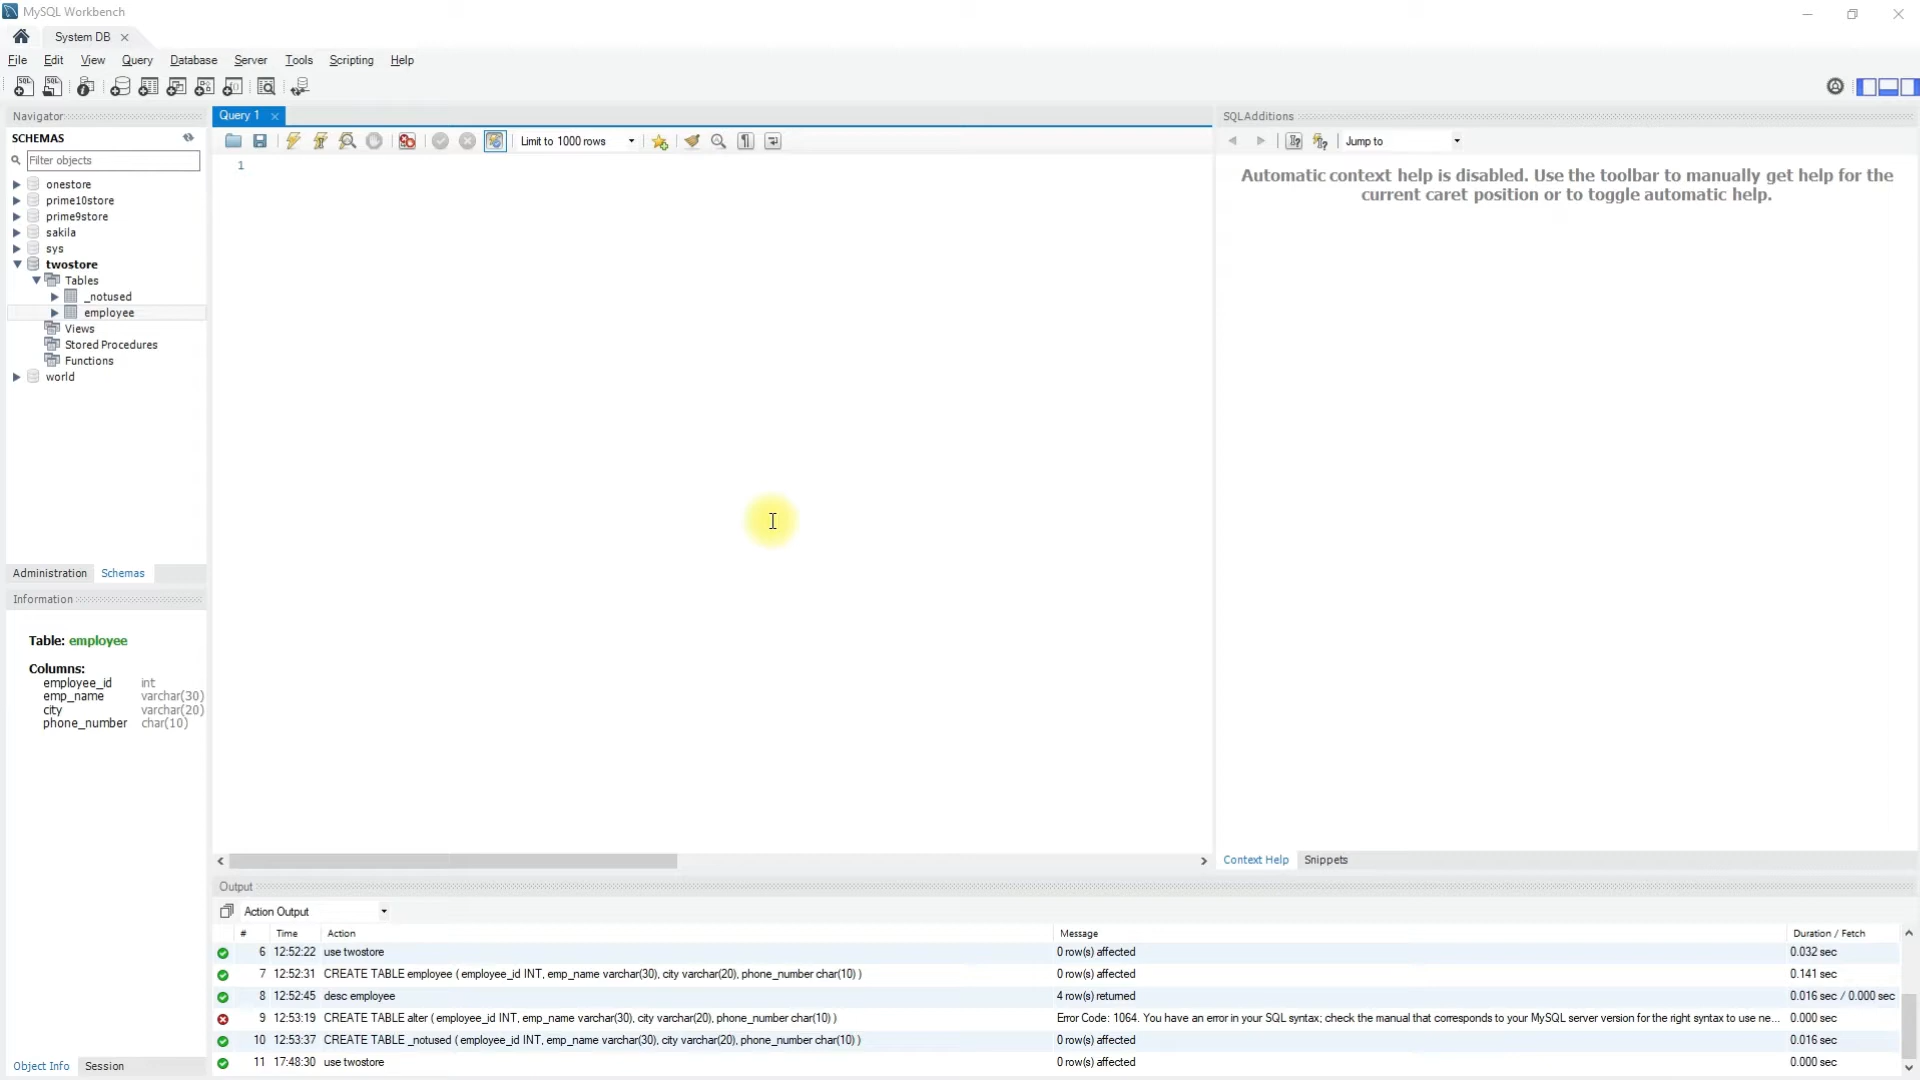 MySQL Workbench
System DB
File Edit View Query Database Server Tools Scripting Help
Navigator
SCHEMAS
Filter objects
onestore
prime10store
prime9store
sakila
sys
twostore
Tables
_notused
employee
Views
Stored Procedures
Functions
world
Administration Schemas
Information
Table: employee
Columns:
employee_id int
emp_name varchar(30)
city varchar(20)
phone_number char(10)
Object Info Session
Query 1
Limit to 1000 rows
1
SQLAdditions
Jump to
Automatic context help is disabled. Use the toolbar to manually get help for the
current caret position or to toggle automatic help.
Context Help Snippets
Output
Action Output
# Time Action Message Duration / Fetch
6 12:52:22 use twostore 0 row(s) affected 0.032 sec
7 12:52:31 CREATE TABLE employee ( employee_id INT, emp_name varchar(30), city varchar(20), phone_number char(10) ) 0 row(s) affected 0.141 sec
8 12:52:45 desc employee 4 row(s) returned 0.016 sec / 0.000 sec
9 12:53:19 CREATE TABLE alter ( employee_id INT, emp_name varchar(30), city varchar(20), phone_number char(10) ) Error Code: 1064. You have an error in your SQL syntax; check the manual that corresponds to your MySQL server version for the right syntax to use ne... 0.000 sec
10 12:53:37 CREATE TABLE _notused ( employee_id INT, emp_name varchar(30), city varchar(20), phone_number char(10) ) 0 row(s) affected 0.016 sec
11 17:48:30 use twostore 0 row(s) affected 0.000 sec